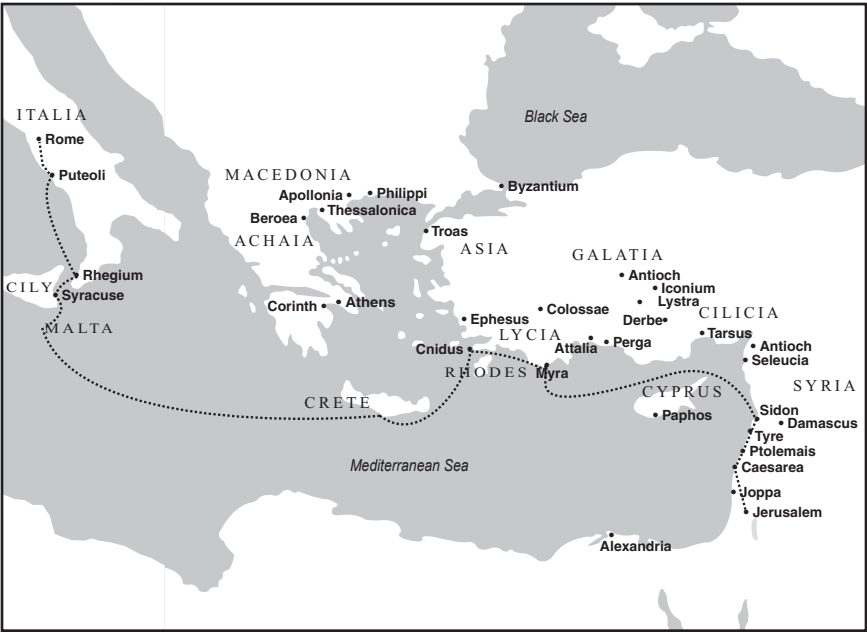 Black Sea
ITALIA
Rome
Puteoli
MACEDONIA
Apollonia
Philippi
Byzantium
Thessalonica
Beroea
Troas
ACHAIA
ASIA
GALATIA
Antioch
Rhegium
CILY
Syracuse
Iconium
Lystra
Corinth
Athens
Colossae
CILICIA
Ephesus
Derbe
MALTA
LYCIA
Tarsus
Attalia
Perga
Cnidus
Antioch
Seleucia
RHODES
Myra
SYRIA
CYPRUS
CRETE
Paphos
Sidon
Damascus
Tyre
Ptolemais
Mediterranean Sea
Caesarea
Joppa
Jerusalem
Alexandria